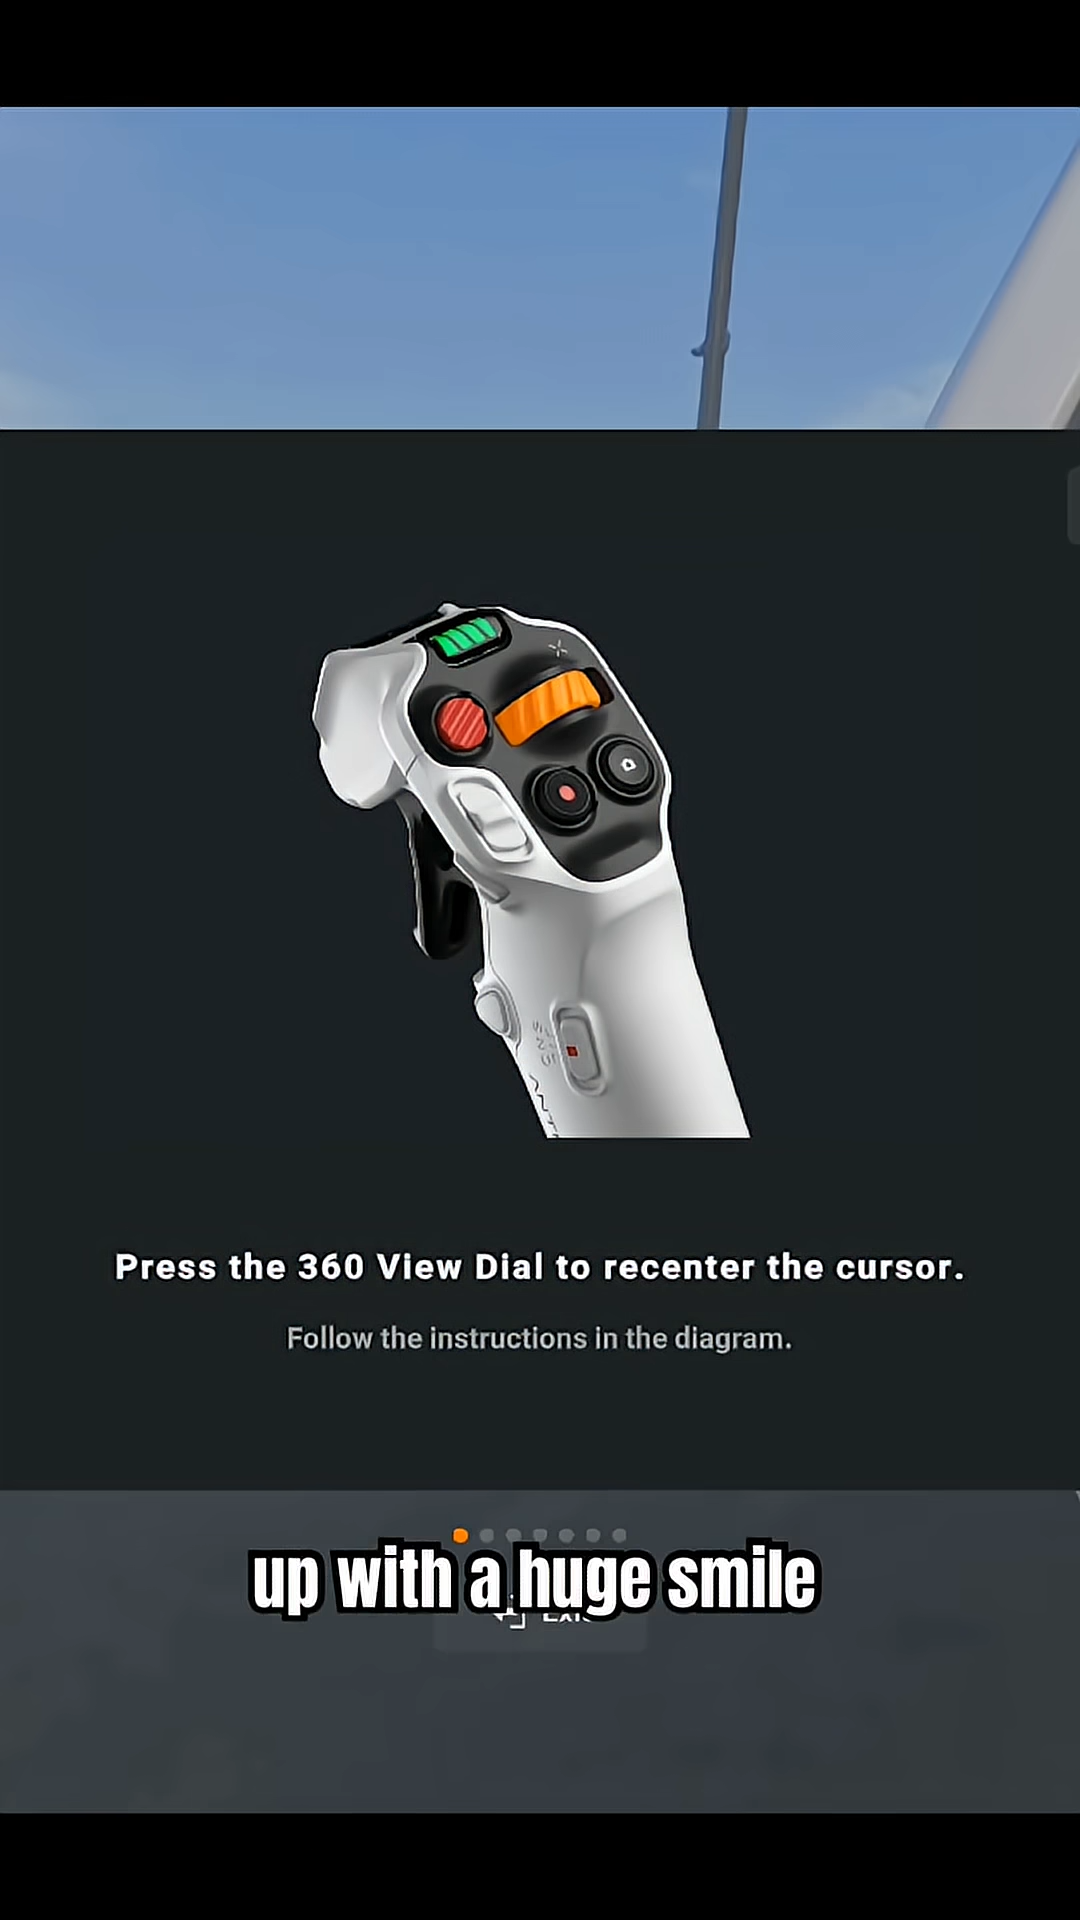 Press the 360 View Dial to recenter the cursor.
Follow the instructions in the diagram.
up with a huge smile